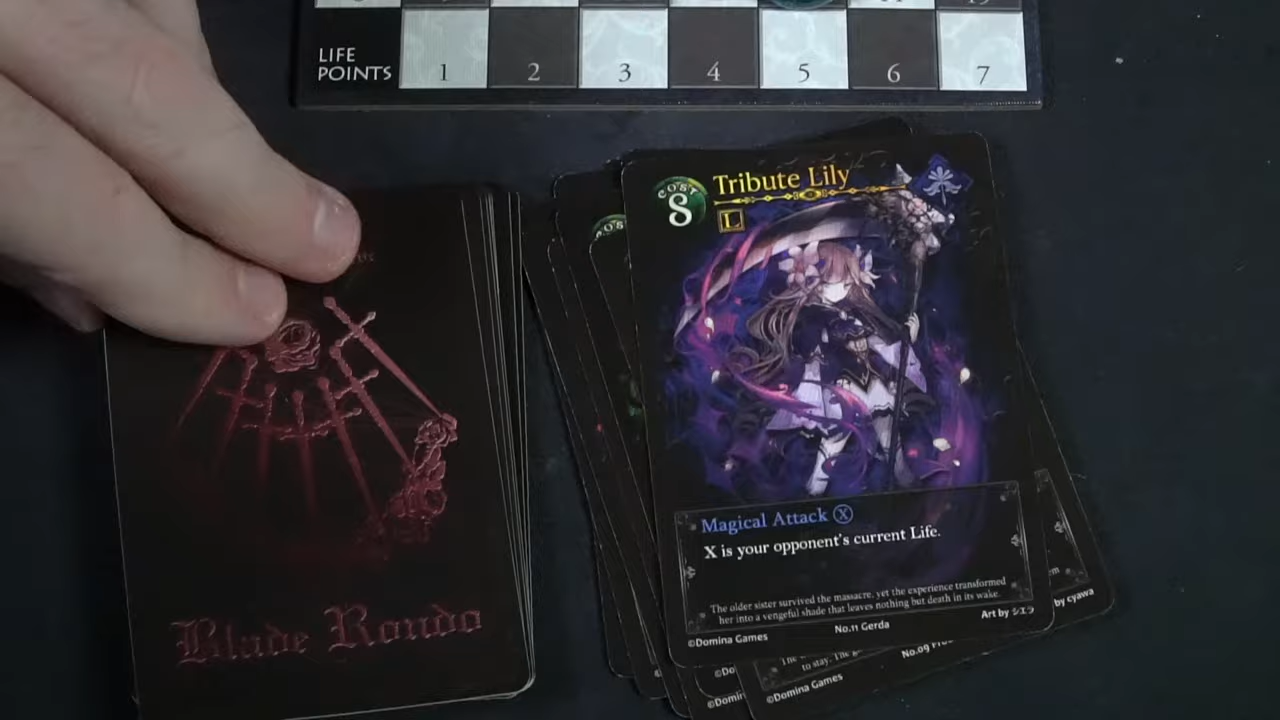 LIFE
POINTS
1 2 3 4 5 6 7
COST
8
Tribute Lily
L
Magical Attack X
X is your opponent's current Life.
The older sister survived the massacre, yet the experience transformed
her into a vengeful shade that leaves nothing but death in its wake.
©Domina Games No.11 Gerda Art by
Blade Rondo
to stay.
by cyawa
No.09
©Domina Games